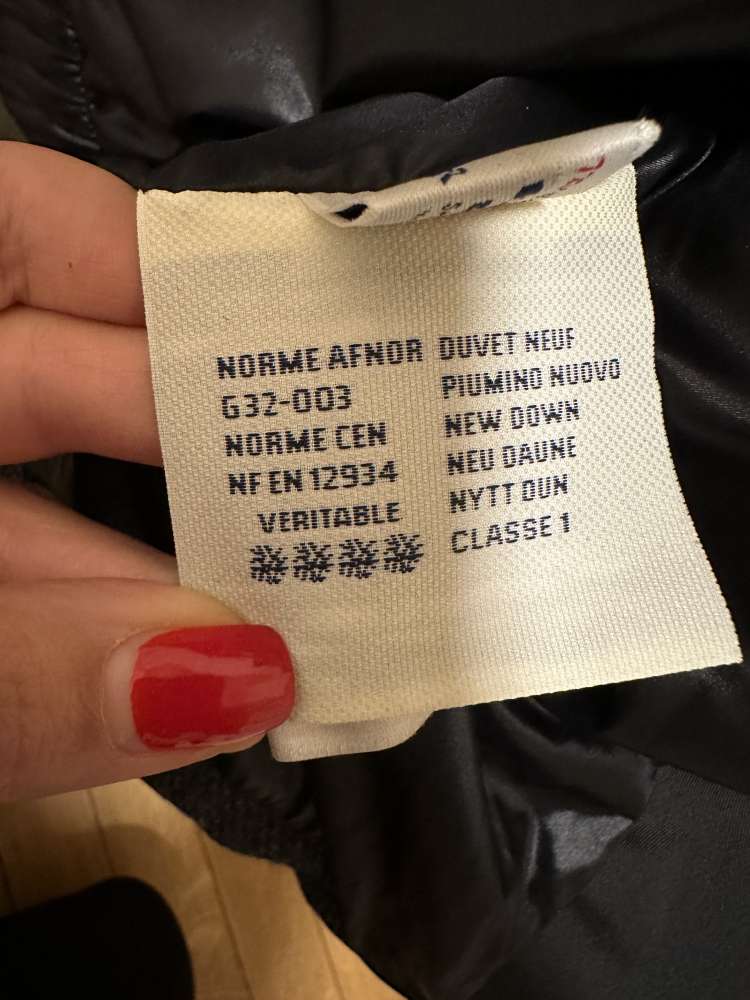 NORME AFNOR
G32-003
NORME CEN
NF EN 12934
VERITABLE
DUVET NEUF
PIUMINO NUOVO
NEW DOWN
NEU DAUNE
NYTT DUN
CLASSE 1